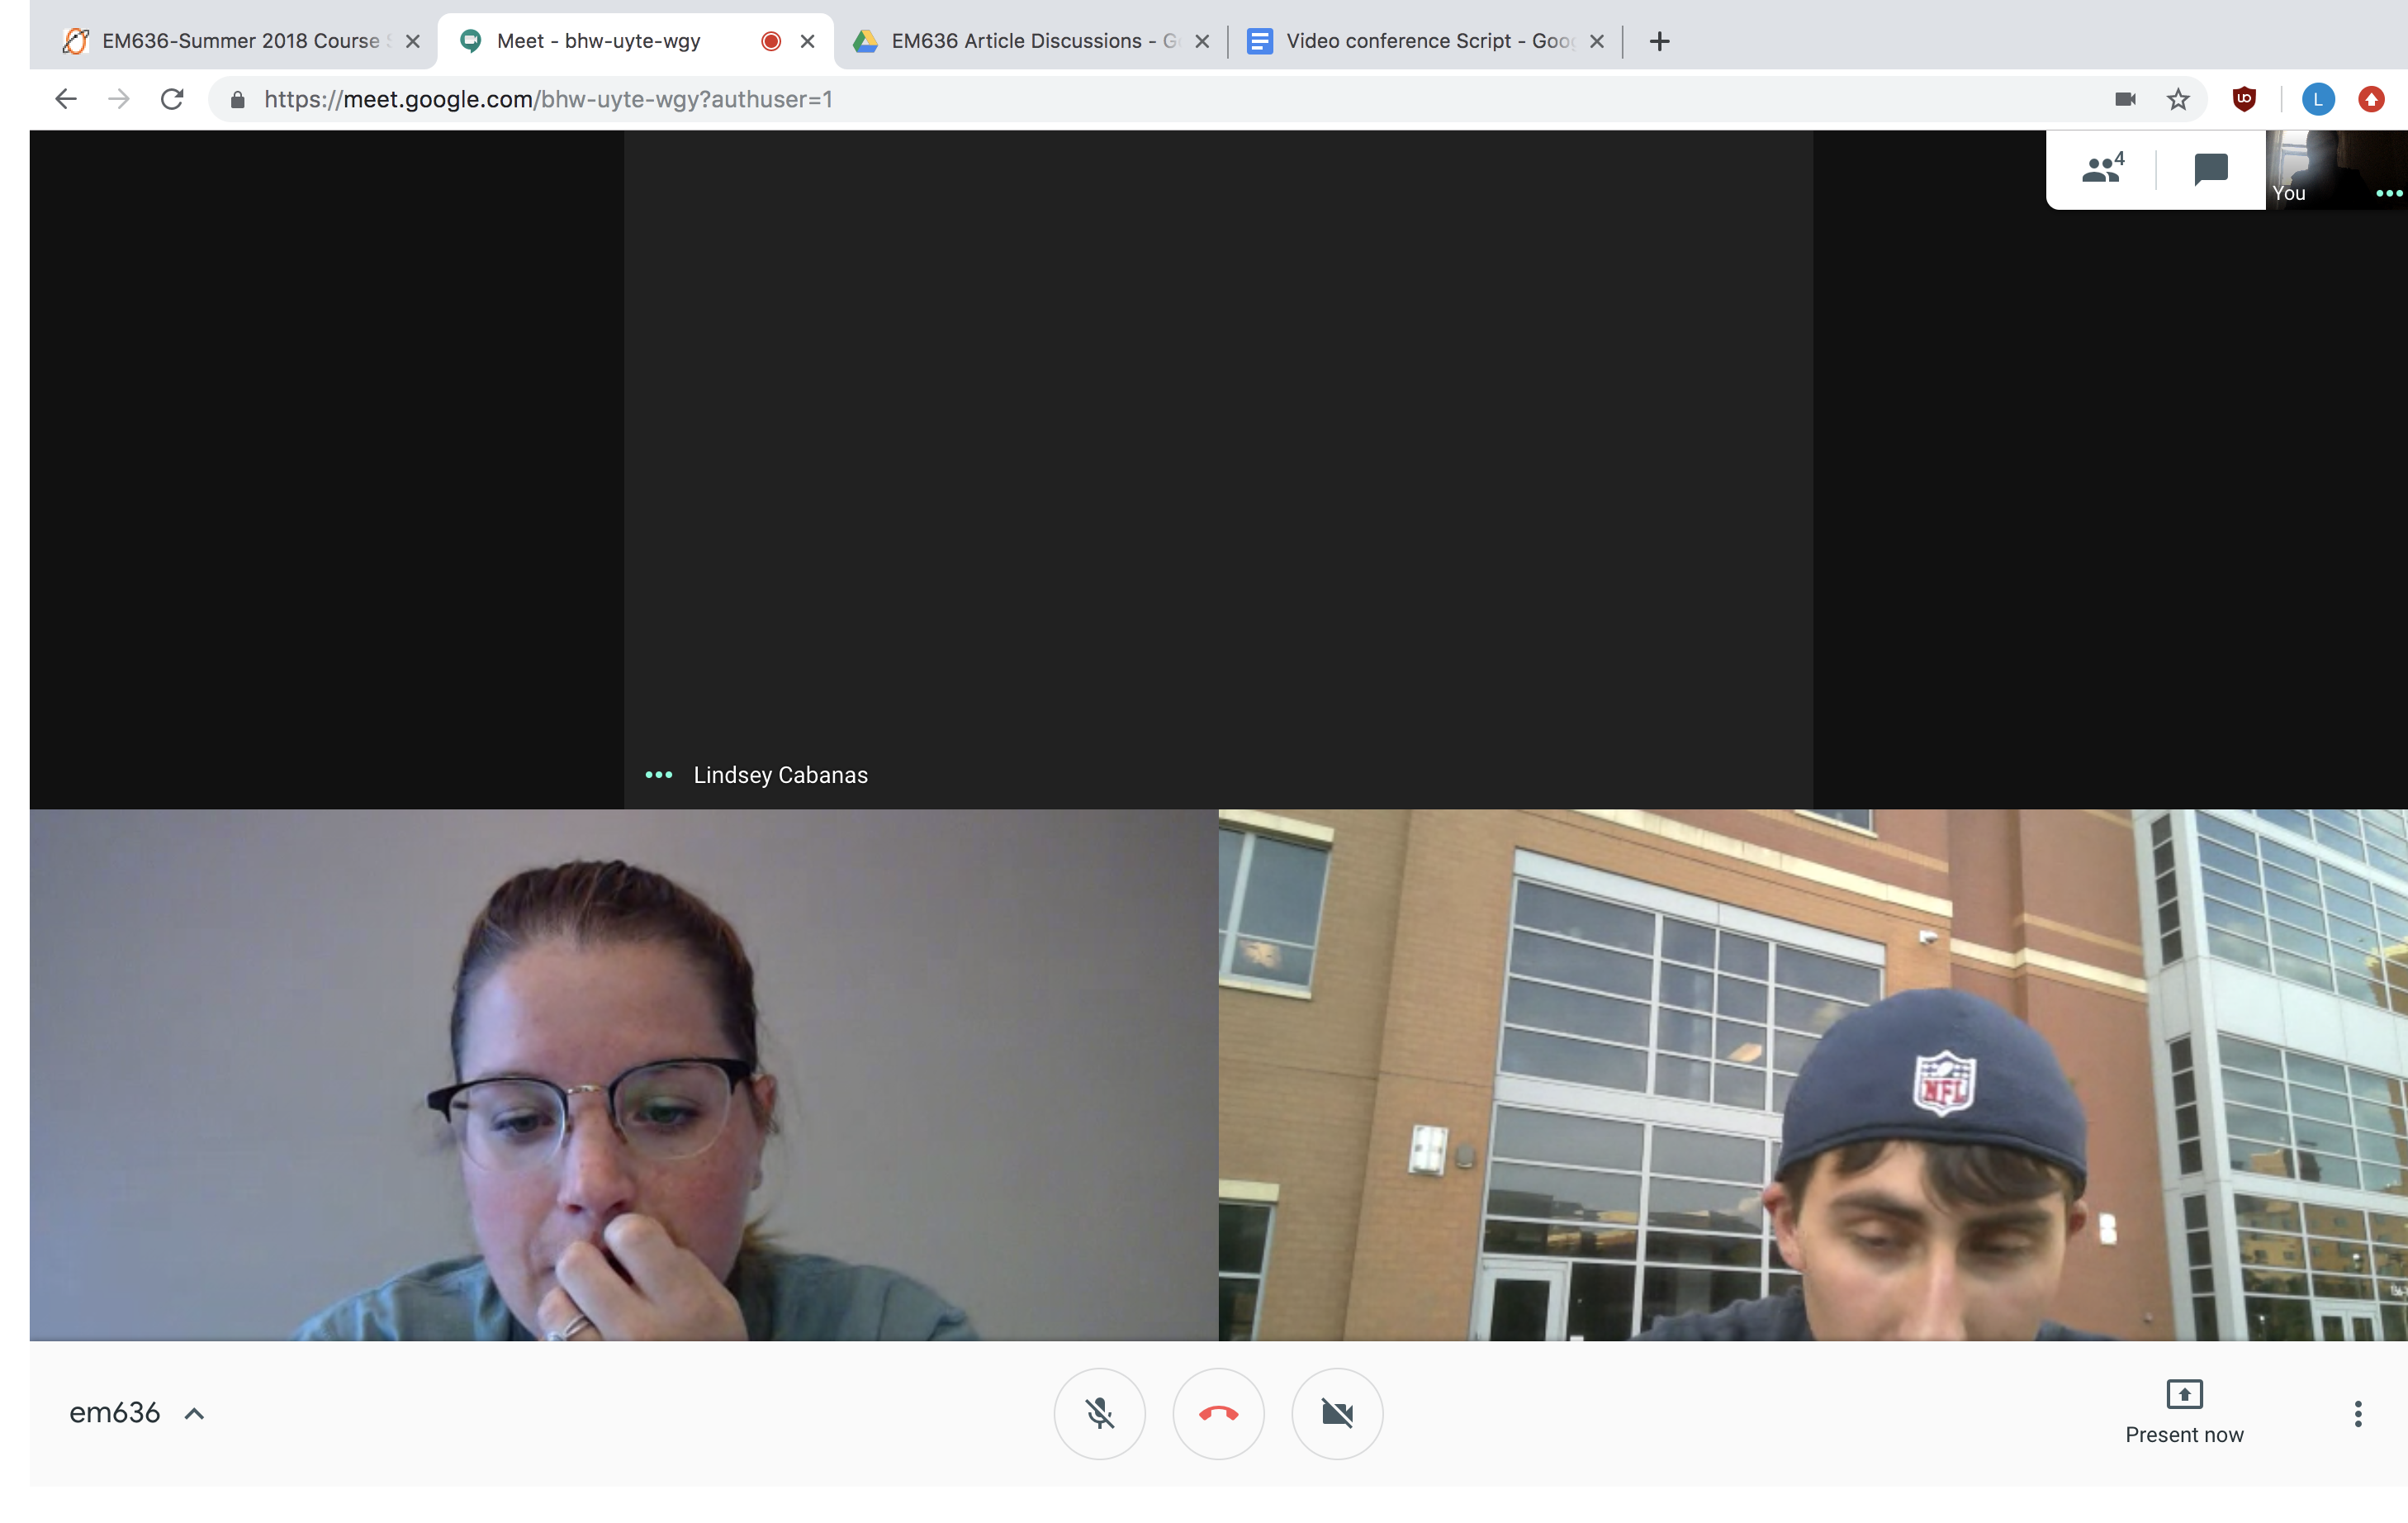 EM636-Summer 2018 Course S
Meet - bhw-uyte-wgy
EM636 Article Discussions - G
Video conference Script - Goo
https://meet.google.com/bhw-uyte-wgy?authuser=1
L
4
You
Lindsey Cabanas
NFL
em636
Present now